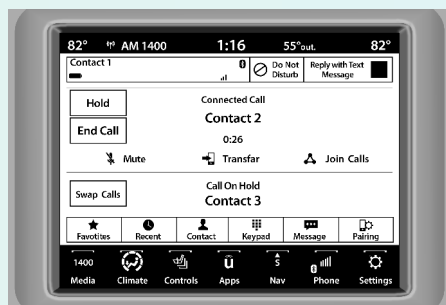 82° AM 1400 1:16 55°out. 82°
Contact 1
Do Not
Disturb
Reply with Text
Message
Hold
Connected Call
Contact 2
End Call
0:26
Mute Transfar Join Calls
Swap Calls
Call On Hold
Contact 3
Favotites Recent Contact Keypad Message Pairing
1400 ū S
Media Climate Controls Apps Nav Phone Settings